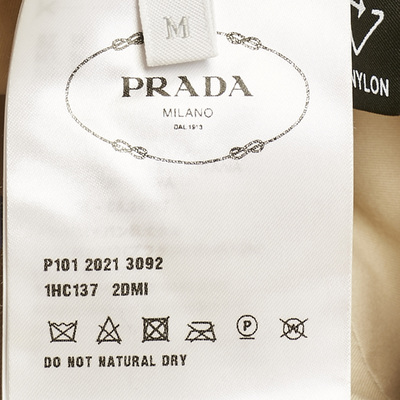 M
PRADA
MILANO
DAL 1913
NYLON
P101 2021 3092
1HC137 2DMI
P
W
DO NOT NATURAL DRY